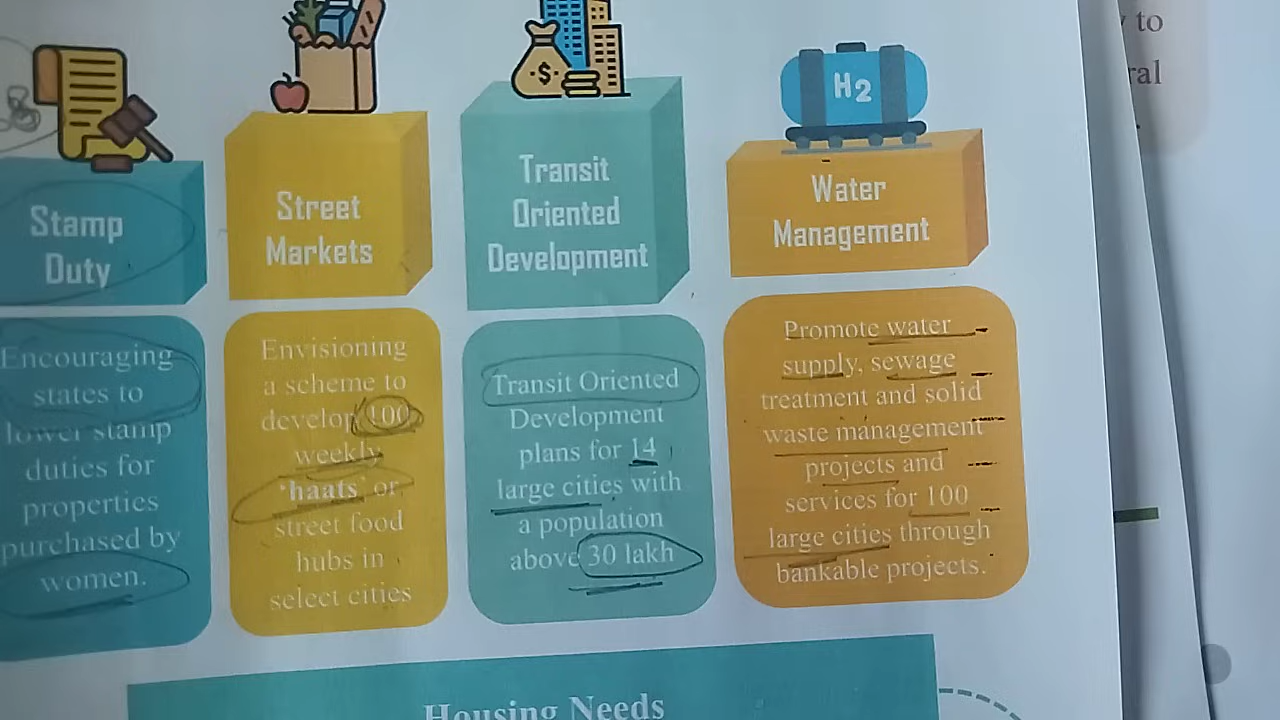 to
ral
$
H2
Stamp
Duty
Encouraging
states to
lower stamp
duties for
properties
purchased by
women.
Street
Markets
Envisioning
a scheme to
develop 100
weekly
'haats' or
street food
hubs in
select cities
Transit
Oriented
Development
Transit Oriented
Development
plans for 14
large cities with
a population
above 30 lakh
Water
Management
Promote water
supply, sewage
treatment and solid
waste management
projects and
services for 100
large cities through
bankable projects.
Housing Needs